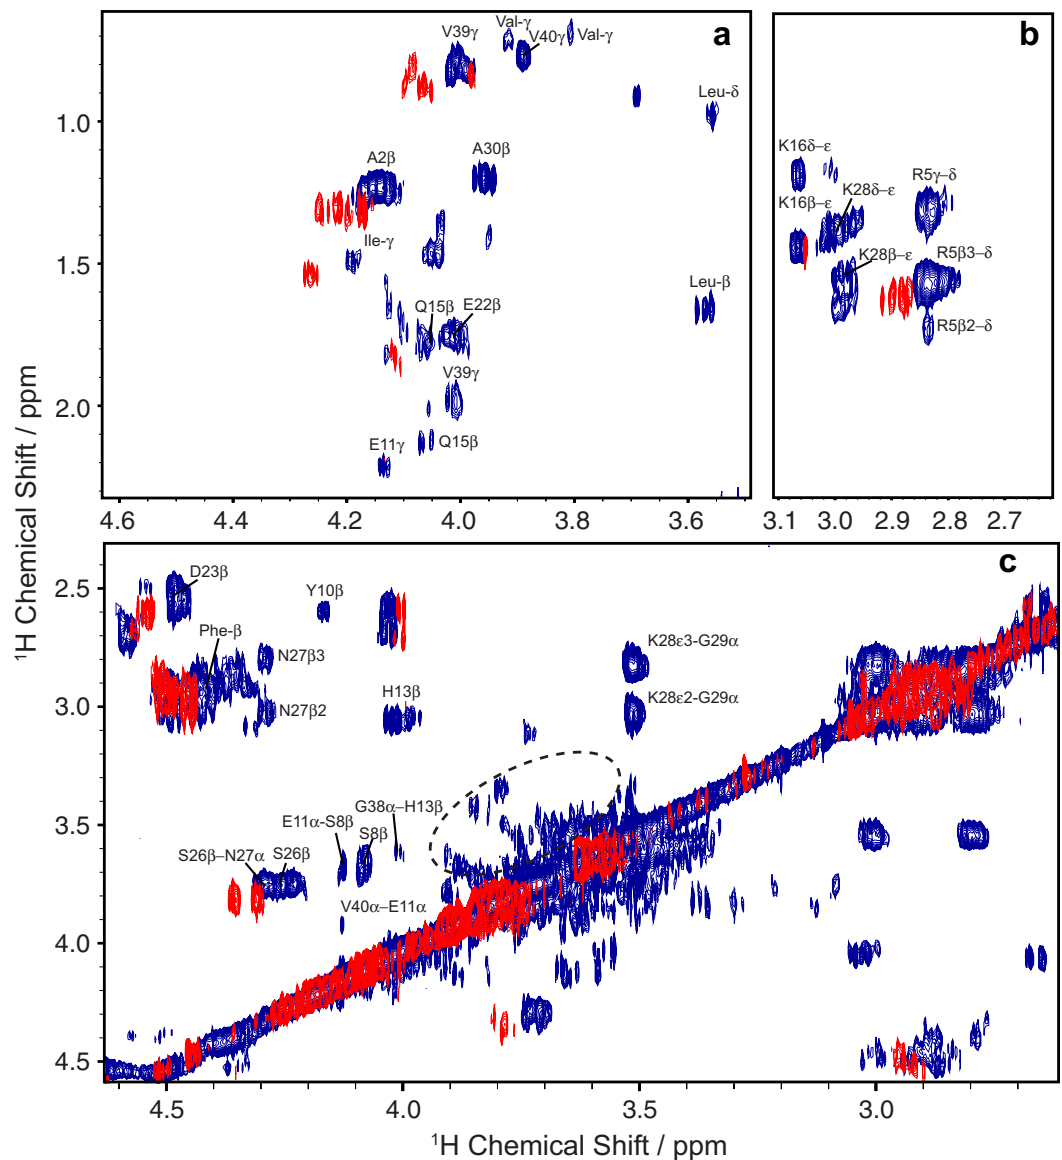 a
V39γ
Val-γ
V40γ
Val-γ
Leu-δ
A2β
A30β
Ile-γ
Leu-β
Q15β
E22β
V39γ
E11γ
Q15β
1.0
1.5
2.0
4.6 4.4 4.2 4.0 3.8 3.6
b
K16δ–ε
K28δ–ε
R5γ–δ
K16β–ε
K28β–ε
R5β3–δ
R5β2–δ
3.1 3.0 2.9 2.8 2.7
¹H Chemical Shift / ppm
c
D23β
Y10β
Phe-β
N27β3
K28ε3-G29α
N27β2
H13β
K28ε2-G29α
G38α–H13β
E11α-S8β
S8β
S26β–N27α
S26β
V40α–E11α
2.5
3.0
3.5
4.0
4.5
4.5 4.0 3.5 3.0
¹H Chemical Shift / ppm